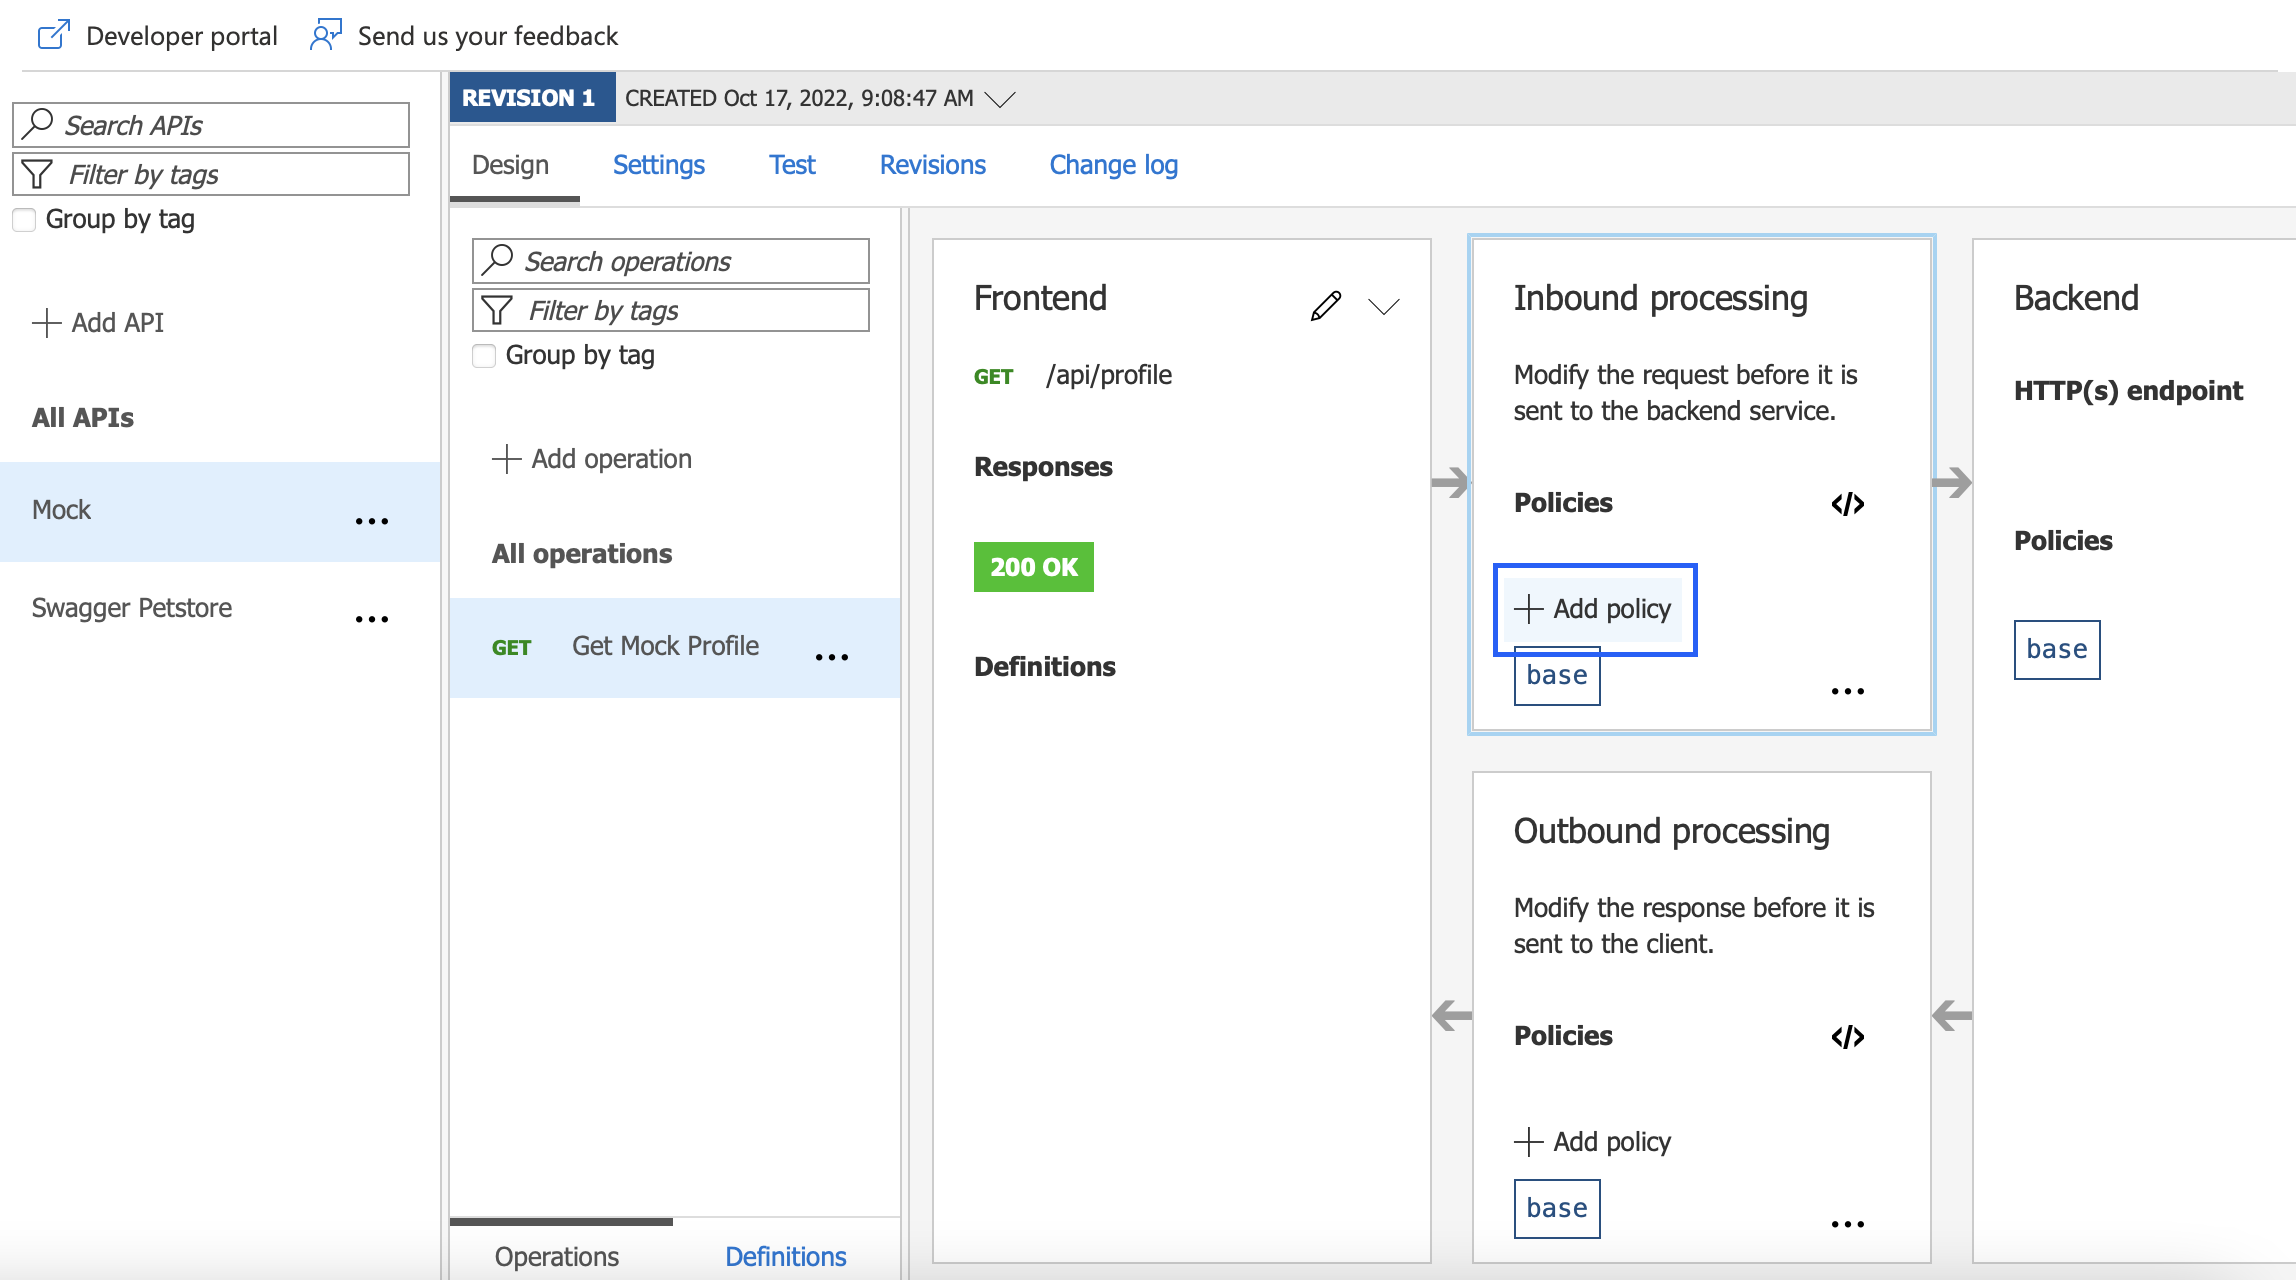 Developer portal
Send us your feedback
Search APIs
Filter by tags
Group by tag
Add API
All APIs
Mock
Swagger Petstore
REVISION 1
CREATED Oct 17, 2022, 9:08:47 AM
Design
Settings
Test
Revisions
Change log
Search operations
Filter by tags
Group by tag
Add operation
All operations
GET Get Mock Profile
Operations
Definitions
Frontend
GET /api/profile
Responses
200 OK
Definitions
Inbound processing
Modify the request before it is
sent to the backend service.
Policies
</>
Add policy
base
Outbound processing
Modify the response before it is
sent to the client.
Policies
</>
Add policy
base
Backend
HTTP(s) endpoint
Policies
base